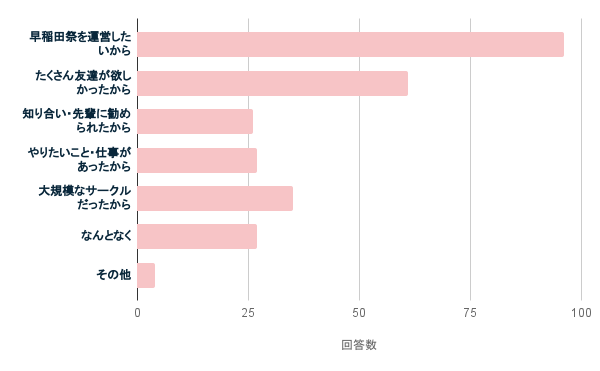 早稲田祭を運営した
いから
たくさん友達が欲し
かったから
知り合い・先輩に勧め
られたから
やりたいこと・仕事が
あったから
大規模なサークル
だったから
なんとなく
その他
0 25 50 75 100
回答数